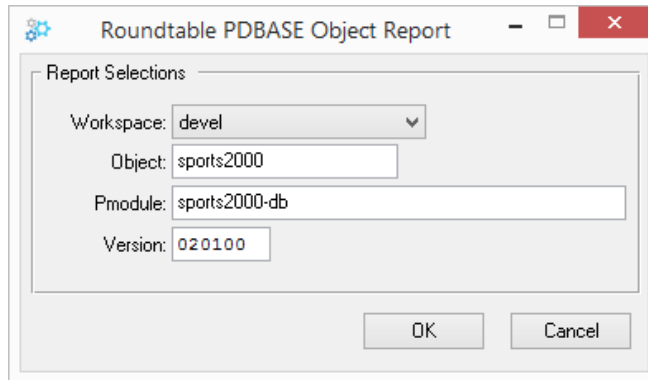 Roundtable PDBASE Object Report
Report Selections
Workspace: devel
Object: sports2000
Pmodule: sports2000-db
Version: 020100
OK Cancel